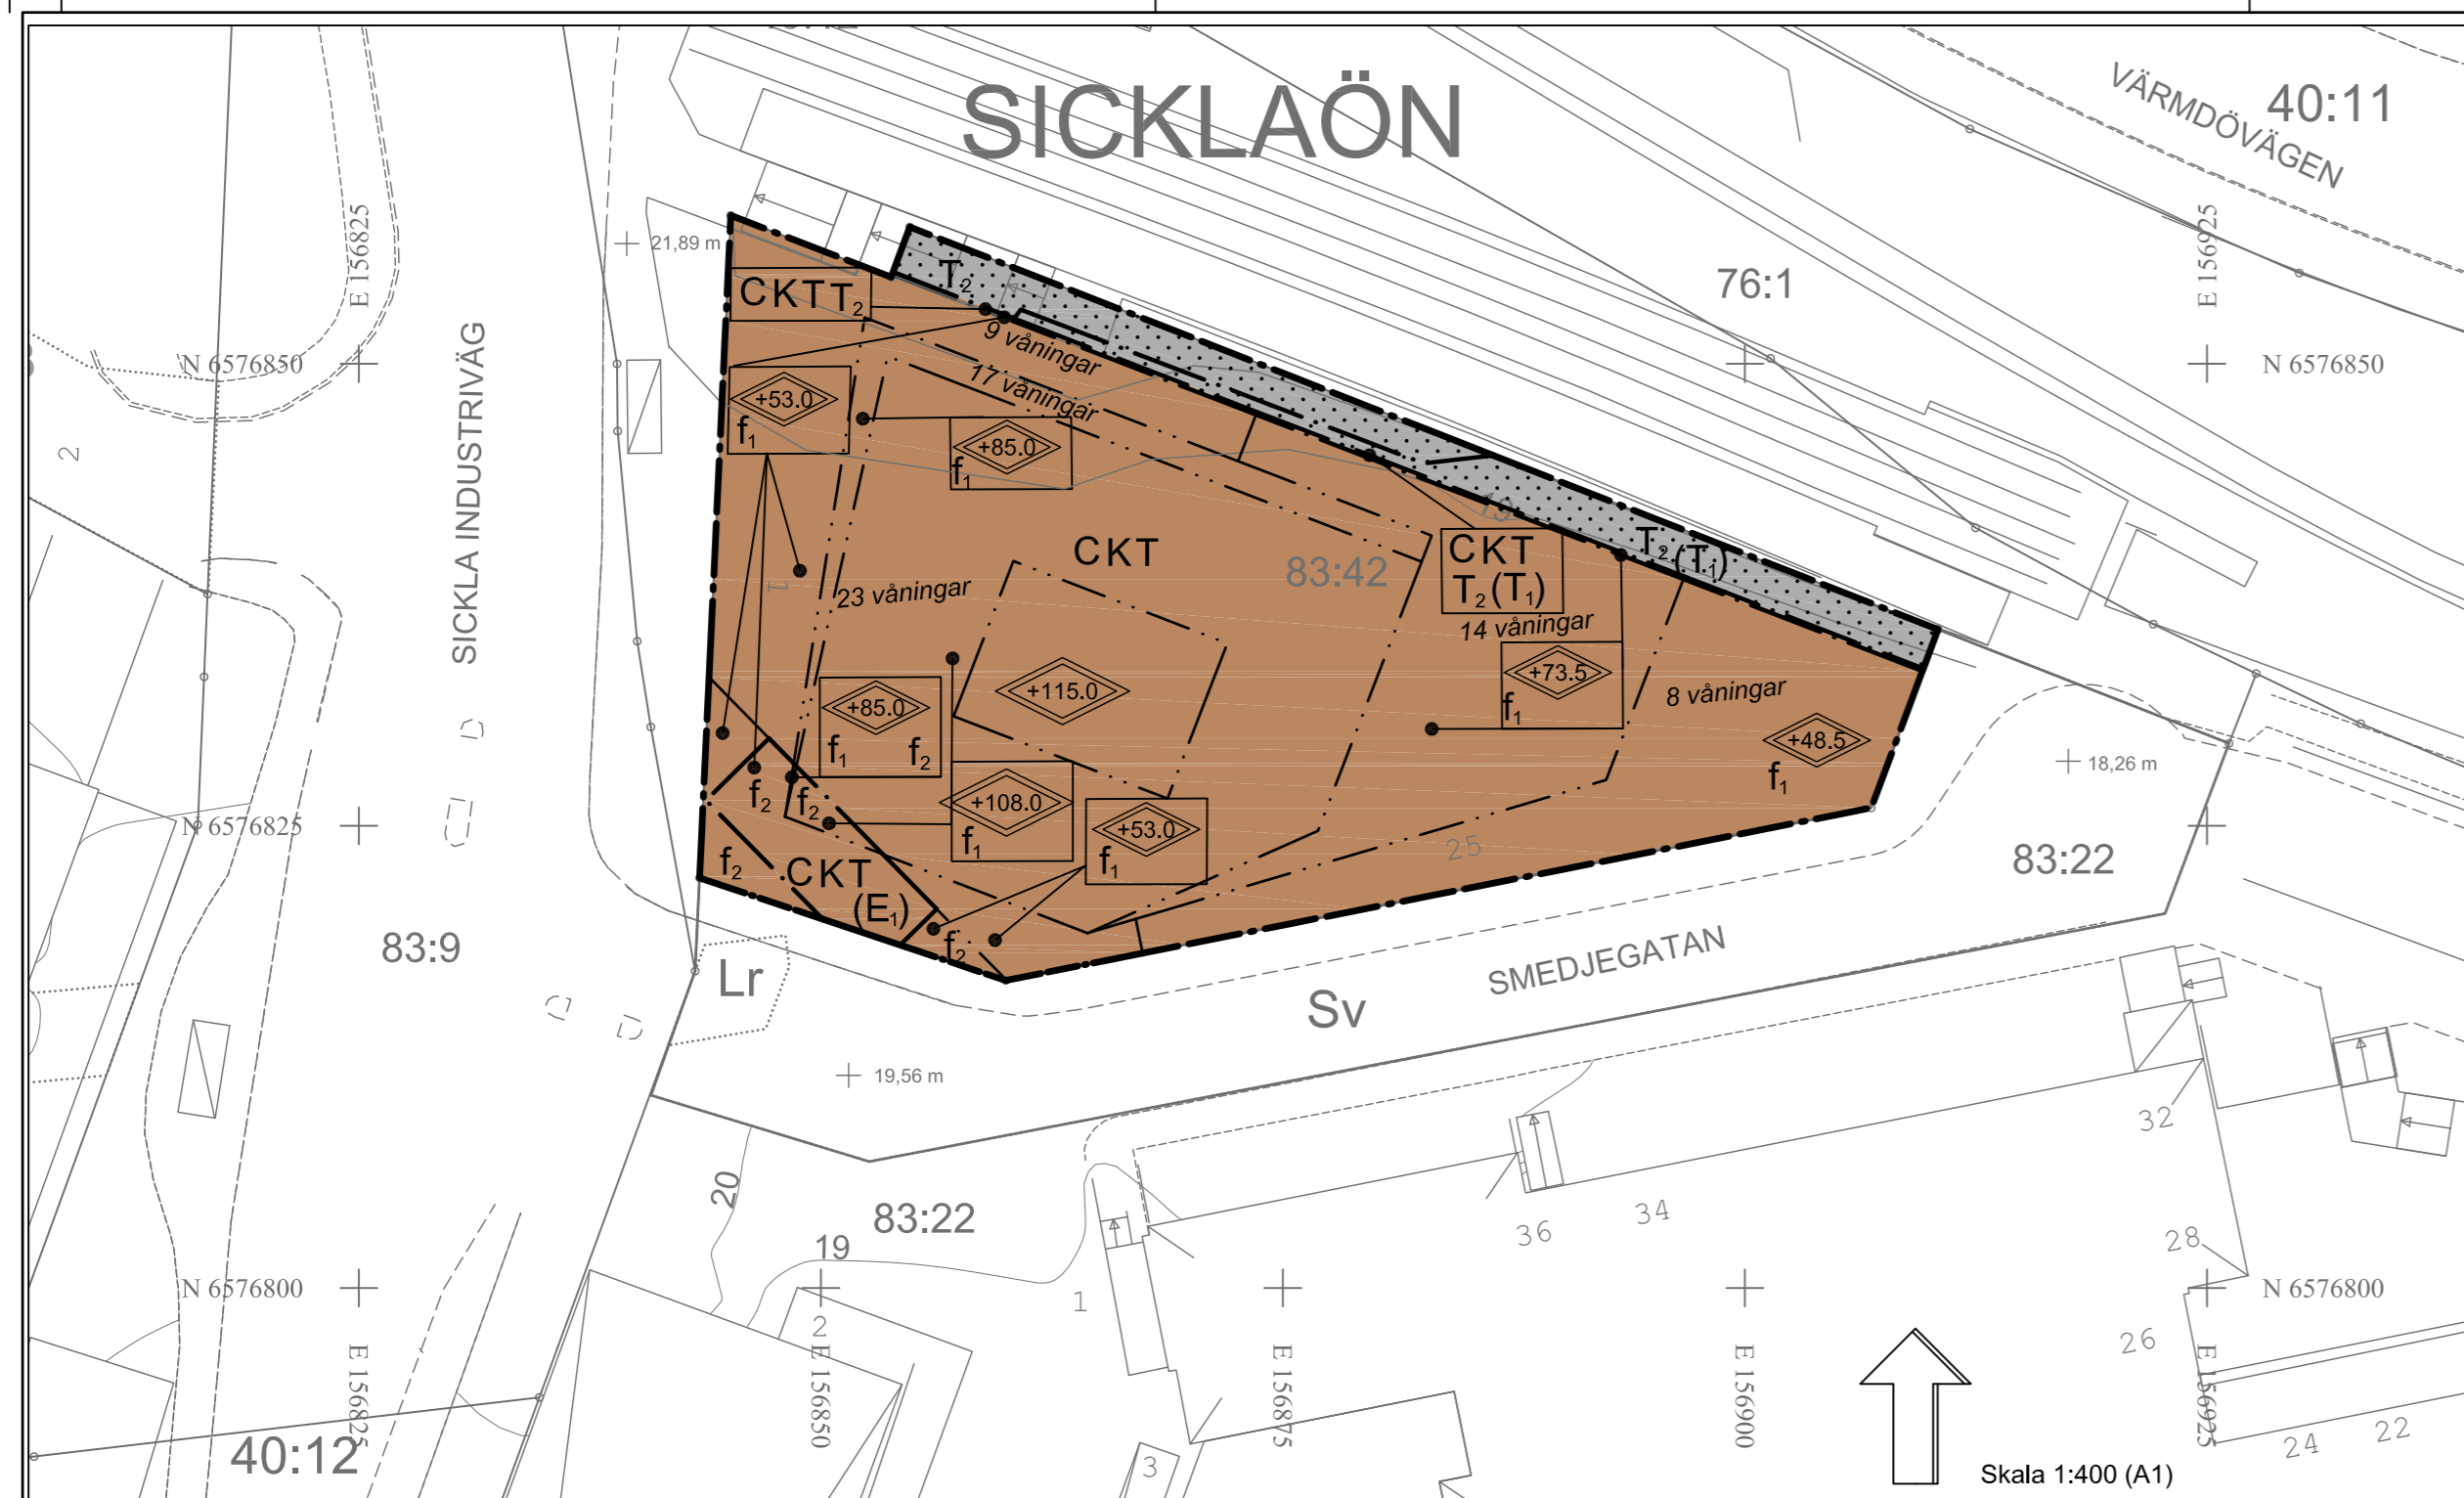 SICKLAÖN
VÄRMDÖVÄGEN
40:11
E 156825
21,89 m
T2
CKTT2
76:1
E 156925
N 6576850
N 6576850
9 våningar
17 våningar
+53.0
f1
+85.0
f1
2
SICKLA INDUSTRIVÄG
19
CKT
83:42
CKT
T2(T1)
T2(T1)
1
23 våningar
14 våningar
+115.0
+73.5
f1
8 våningar
+85.0
f1 f2
+48.5
f1
18,26 m
f2
f2
+108.0
f1
+53.0
f1
N 6576825
25
f2
CKT
(E1)
f2
83:22
83:9
Lr
Sv
SMEDJEGATAN
19,56 m
32
20
83:22
19
36
34
28
N 6576800
1
N 6576800
2
26
E 156825
E 156850
E 156875
E 156900
E 156925
40:12
3
24
22
Skala 1:400 (A1)